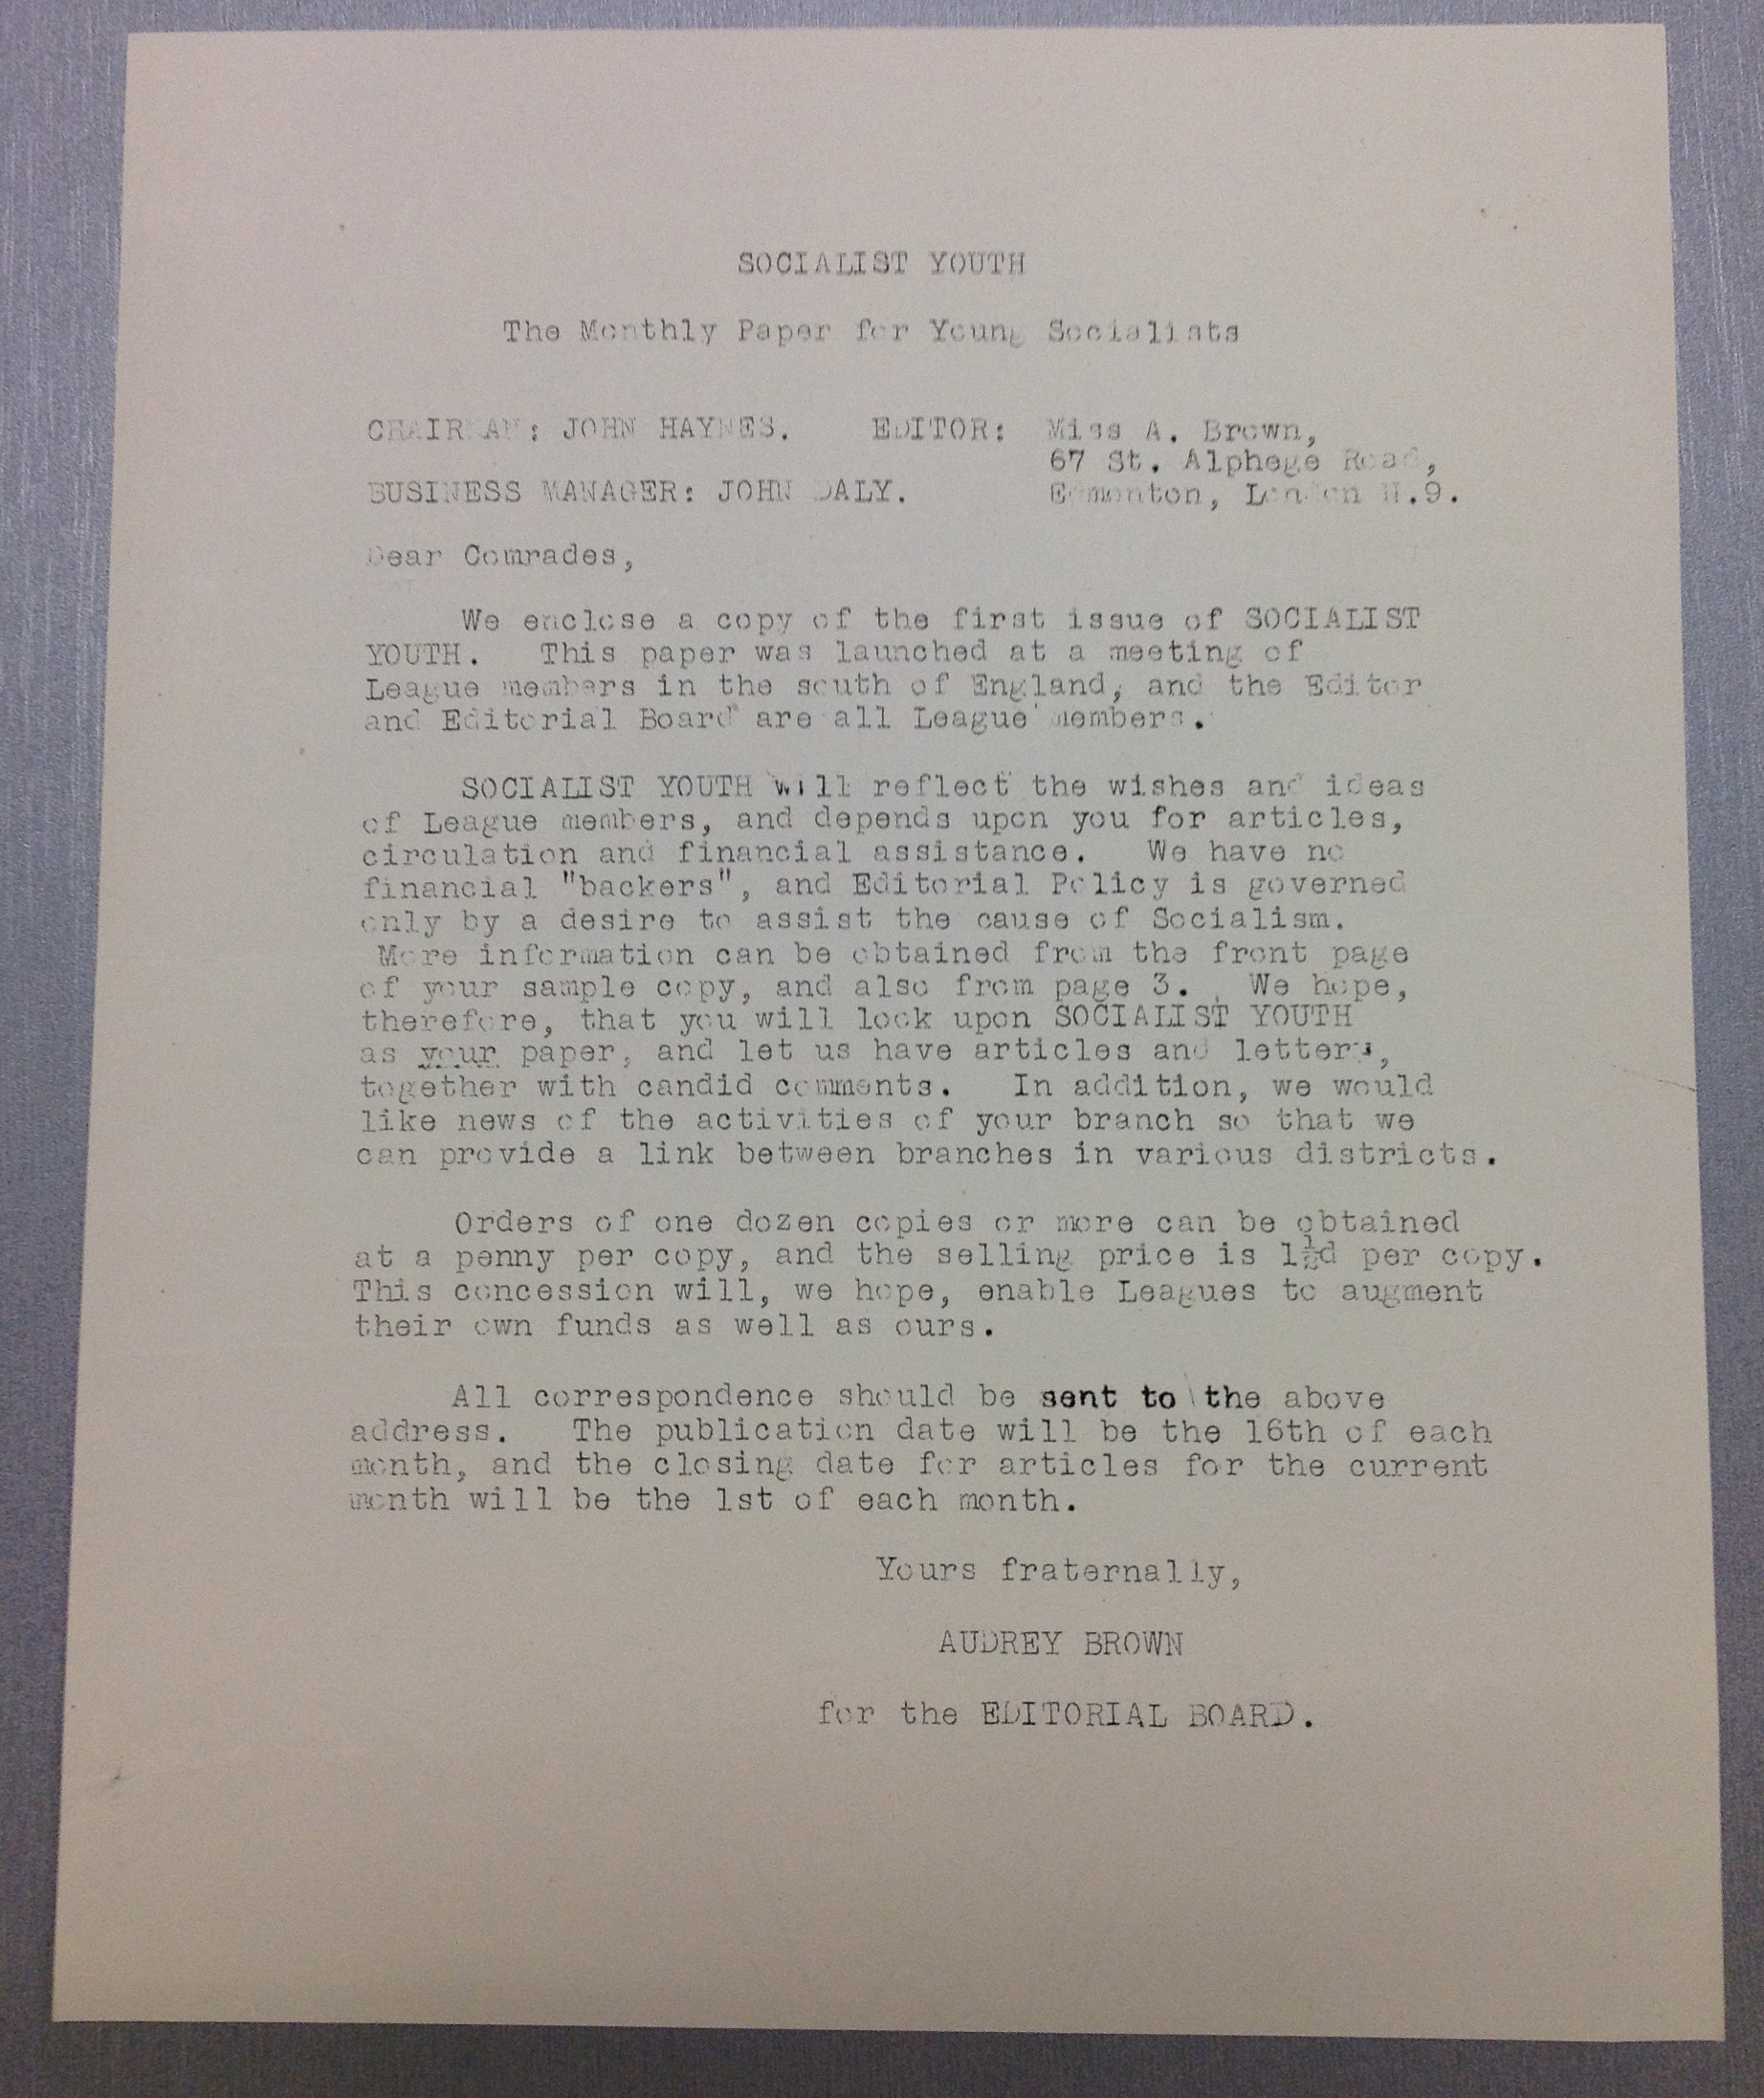 SOCIALIST YOUTH
The Monthly Paper for Young Socialists
CHAIRMAN: JOHN HAYNES. EDITOR: Miss A. Brown,
67 St. Alphege Road,
BUSINESS MANAGER: JOHN DALY. Edmonton, London N.9.
Dear Comrades,
We enclose a copy of the first issue of SOCIALIST
YOUTH. This paper was launched at a meeting of
League members in the south of England, and the Editor
and Editorial Board are all League members.
SOCIALIST YOUTH will reflect the wishes and ideas
of League members, and depends upon you for articles,
circulation and financial assistance. We have no
financial "backers", and Editorial Policy is governed
only by a desire to assist the cause of Socialism.
More information can be obtained from the front page
of your sample copy, and also from page 3. We hope,
therefore, that you will look upon SOCIALIST YOUTH
as your paper, and let us have articles and letters,
together with candid comments. In addition, we would
like news of the activities of your branch so that we
can provide a link between branches in various districts.
Orders of one dozen copies or more can be obtained
at a penny per copy, and the selling price is 1½d per copy.
This concession will, we hope, enable Leagues to augment
their own funds as well as ours.
All correspondence should be sent to the above
address. The publication date will be the 16th of each
month, and the closing date for articles for the current
month will be the 1st of each month.
Yours fraternally,
AUDREY BROWN
for the EDITORIAL BOARD.